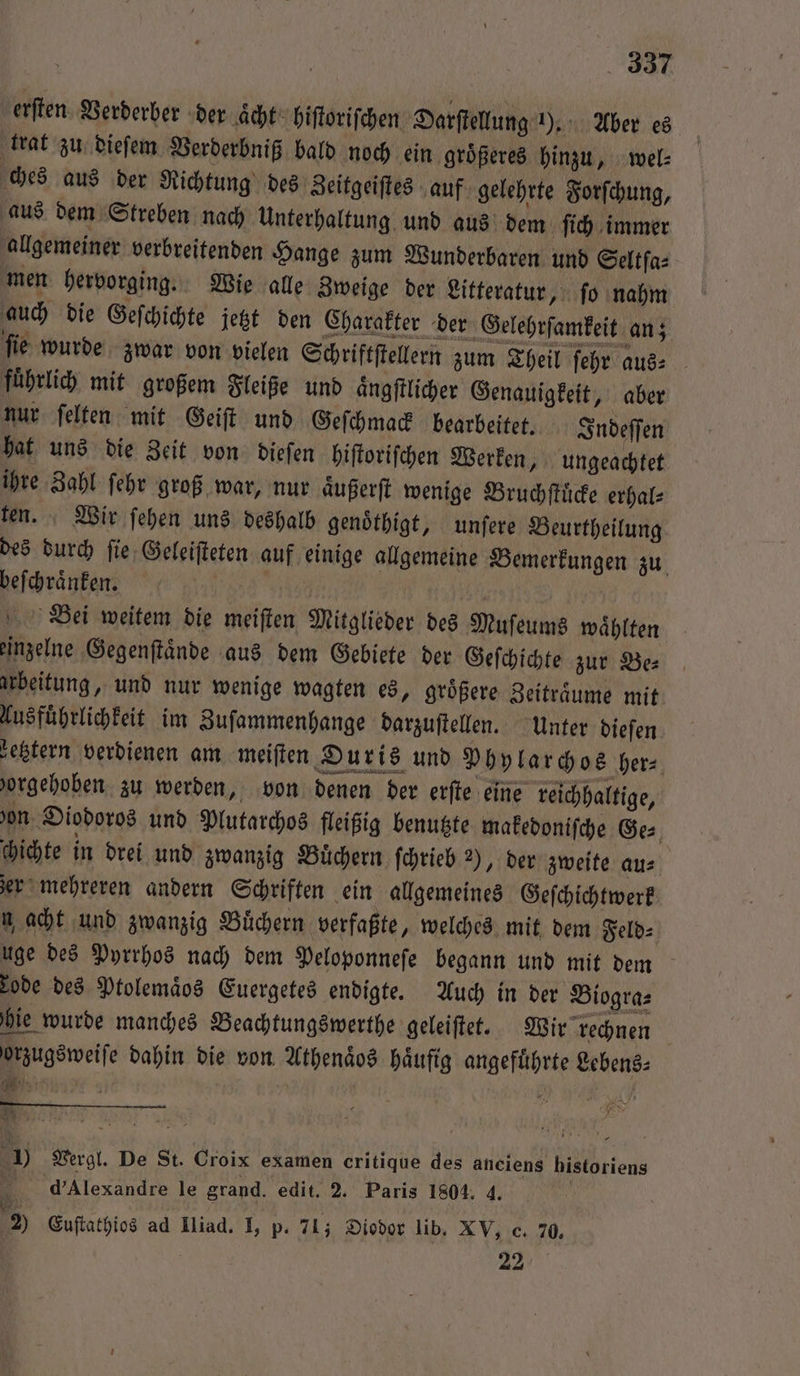 337
erſten Verderber der ächt hiſtoriſchen Darſtellung 1). Aber es
trat zu dieſem Verderbniß bald noch ein größeres hinzu, wel-
ches aus der Richtung des Zeitgeiſtes auf gelehrte Forſchung,
aus dem Streben nach Unterhaltung und aus dem ſich immer
allgemeiner verbreitenden Hange zum Wunderbaren und Seltſa-
men hervorging. Wie alle Zweige der Litteratur, ſo nahm
auch die Geſchichte jetzt den Charakter der Gelehrſamkeit an;
ſie wurde zwar von vielen Schriftſtellern zum Theil ſehr aus-
führlich mit großem Fleiße und ängſtlicher Genauigkeit, aber
nur ſelten mit Geiſt und Geſchmack bearbeitet. Indeſſen
hat uns die Zeit von dieſen hiſtoriſchen Werken, ungeachtet
ihre Zahl ſehr groß war, nur äußerſt wenige Bruchſtücke erhal-
ten. Wir ſehen uns deshalb genöthigt, unſere Beurtheilung
des durch ſie Geleiſteten auf einige allgemeine Bemerkungen zu
beſchränken.
Bei weitem die meiſten Mitglieder des Muſeums wählten
einzelne Gegenſtände aus dem Gebiete der Geſchichte zur Be-
arbeitung, und nur wenige wagten es, größere Zeiträume mit
Ausführlichkeit im Zuſammenhange darzuſtellen. Unter dieſen
Letztern verdienen am meiſten Duris und Phylarchos her-
vorgehoben zu werden, von denen der erſte eine reichhaltige,
von Diodoros und Plutarchos fleißig benutzte makedoniſche Ge-
ſchichte in drei und zwanzig Büchern ſchrieb 2), der zweite au-
ßer mehreren andern Schriften ein allgemeines Geſchichtwerk
n acht und zwanzig Büchern verfaßte, welches mit dem Feld-
uge des Pyrrhos nach dem Peloponneſe begann und mit dem
Tode des Ptolemäos Euergetes endigte. Auch in der Biogra-
phie wurde manches Beachtungswerthe geleiſtet. Wir rechnen
vorzugsweiſe dahin die von Athenäos häufig angeführte Lebens-
1) Vergl. De St. Croix examen critique des anciens historiens
d'Alexandre le grand. edit. 2. Paris 1804. 4.
2) Euſtathios ad Iliad. I, p. 71; Diodor lib. XV, c. 70.
22